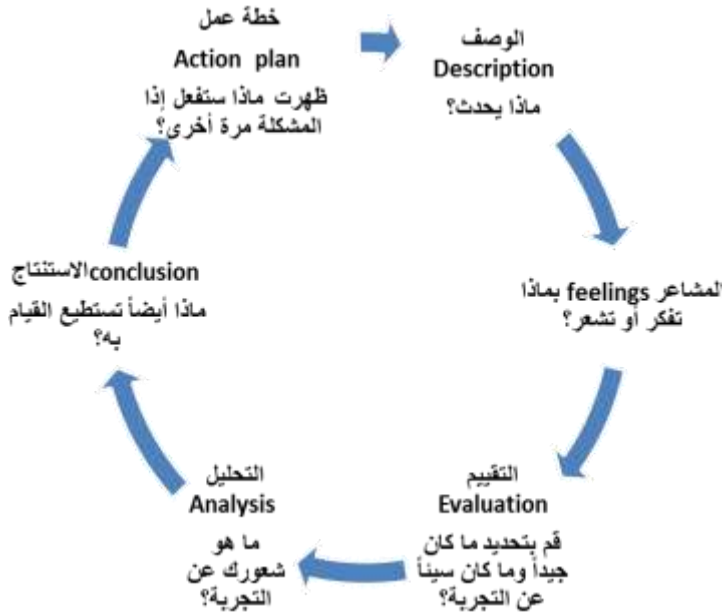 خطة عمل
Action plan
ظهرت ماذا ستفعل إذا
المشكلة مرة أخرى؟
الوصف
Description
ماذا يحدث؟
المشاعر feelings بماذا
تفكر أو تشعر؟
التقييم
Evaluation
قم بتحديد ما كان
جيداً وما كان سيئاً
عن التجربة؟
التحليل
Analysis
ما هو
شعورك عن
التجربة؟
conclusionالاستنتاج
ماذا أيضاً تستطيع القيام
به؟